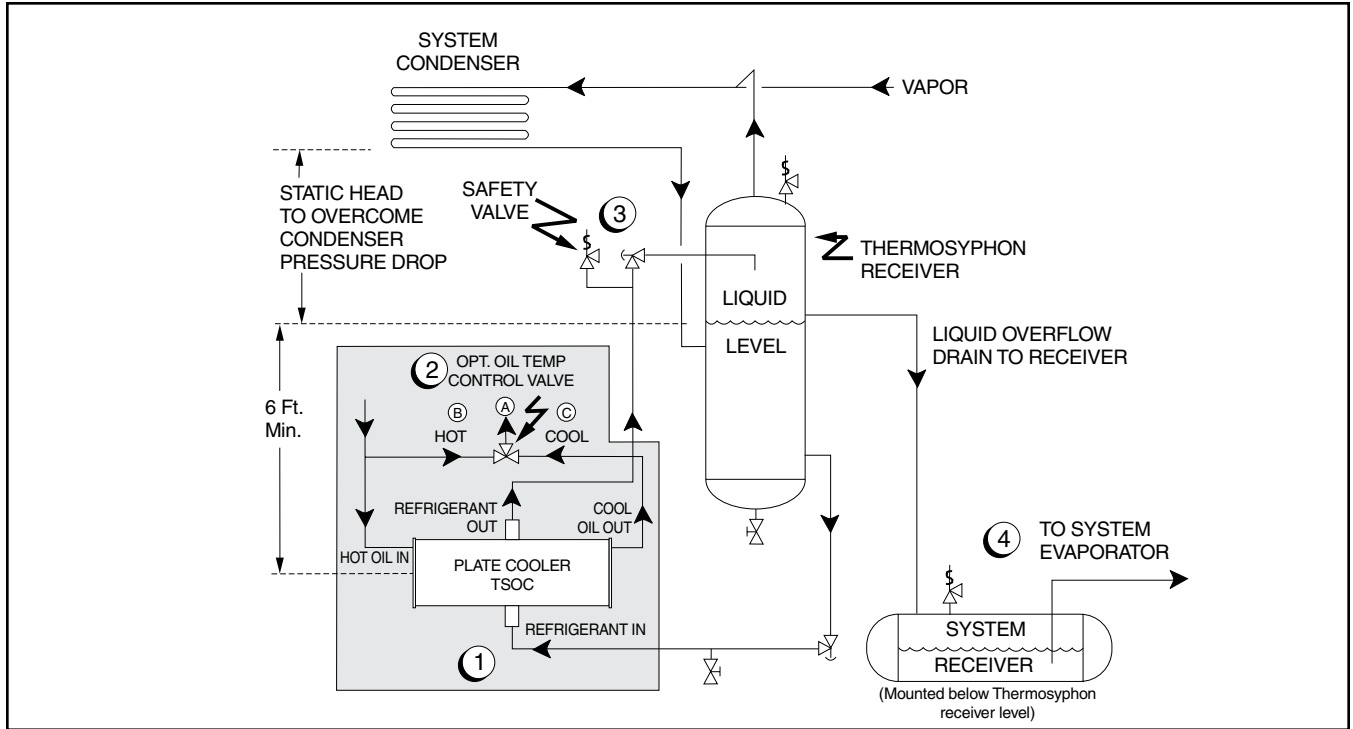 SYSTEM
CONDENSER
VAPOR
STATIC HEAD
TO OVERCOME
CONDENSER
PRESSURE DROP
SAFETY
VALVE
3
S
S
THERMOSYPHON
RECEIVER
LIQUID
LEVEL
LIQUID OVERFLOW
DRAIN TO RECEIVER
6 Ft.
Min.
2
OPT. OIL TEMP
CONTROL VALVE
B
A
C
HOT
COOL
REFRIGERANT
OUT
COOL
OIL OUT
HOT OIL IN
PLATE COOLER
TSOC
REFRIGERANT IN
1
4
TO SYSTEM
EVAPORATOR
S
SYSTEM
RECEIVER
(Mounted below Thermosyphon
receiver level)